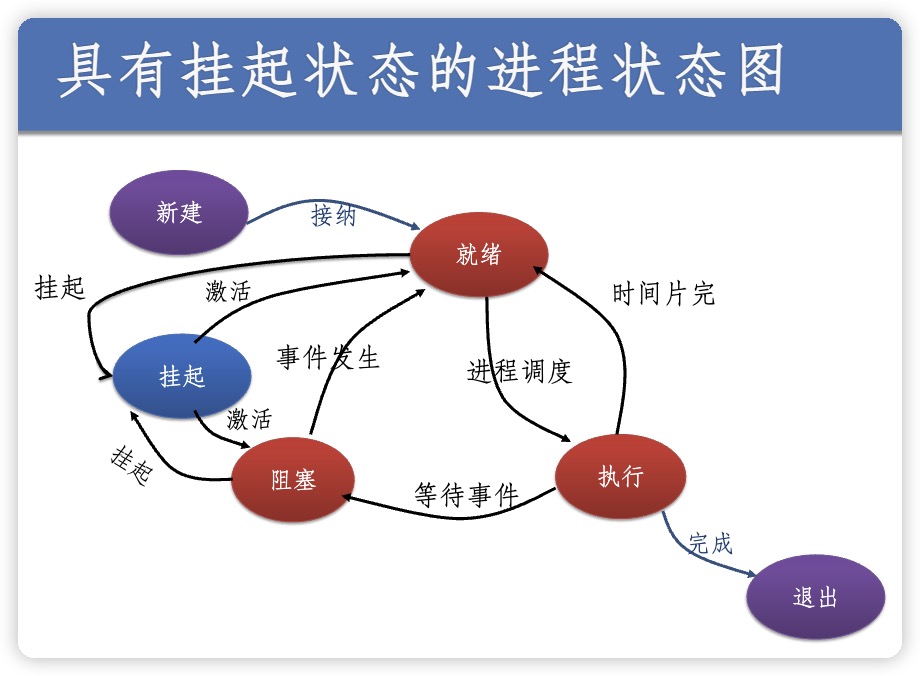 具有挂起状态的进程状态图
新建
接纳
就绪
挂起
激活
时间片完
事件发生
进程调度
挂起
激活
挂起
阻塞
等待事件
执行
完成
退出